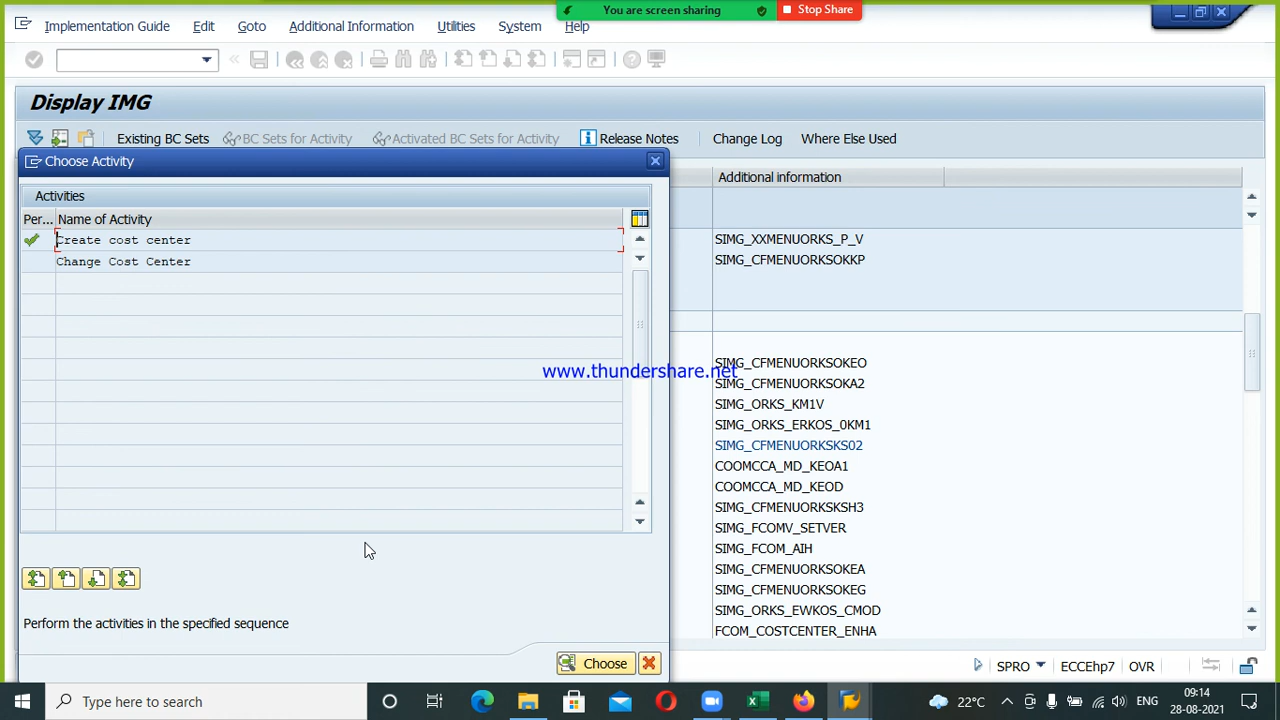 You are screen sharing
Stop Share
Implementation Guide Edit Goto Additional Information Utilities System Help
Display IMG
Existing BC Sets BC Sets for Activity Activated BC Sets for Activity Release Notes Change Log Where Else Used
Choose Activity
Additional information
Activities
Per... Name of Activity
Create cost center
Change Cost Center
SIMG_XXMENUORKS_P_V
SIMG_CFMENUORKSOKKP
SIMG_CFMENUORKSOKEO
www.thundershare.net
SIMG_CFMENUORKSOKA2
SIMG_ORKS_KM1V
SIMG_ORKS_ERKOS_0KM1
SIMG_CFMENUORKSKS02
COOMCCA_MD_KEOA1
COOMCCA_MD_KEOD
SIMG_CFMENUORKSKSH3
SIMG_FCOMV_SETVER
SIMG_FCOM_AIH
SIMG_CFMENUORKSOKEA
SIMG_CFMENUORKSOKEG
SIMG_ORKS_EWKOS_CMOD
FCOM_COSTCENTER_ENHA
Perform the activities in the specified sequence
Choose
SPRO ECCEhp7 OVR
Type here to search
22°C
ENG
09:14
28-08-2021